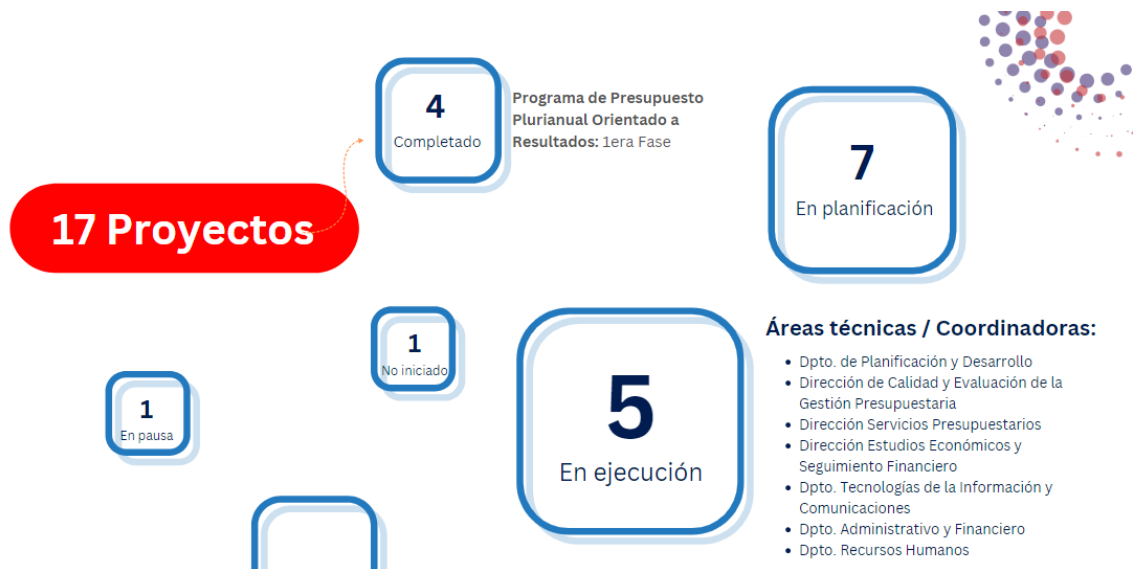 4
Completado
Programa de Presupuesto
Plurianual Orientado a
Resultados: 1era Fase
7
En planificación
17 Proyectos
1
No iniciado
1
En pausa
5
En ejecución
Áreas técnicas / Coordinadoras:
• Dpto. de Planificación y Desarrollo
• Dirección de Calidad y Evaluación de la
Gestión Presupuestaria
• Dirección Servicios Presupuestarios
• Dirección Estudios Económicos y
Seguimiento Financiero
• Dpto. Tecnologías de la Información y
Comunicaciones
• Dpto. Administrativo y Financiero
• Dpto. Recursos Humanos